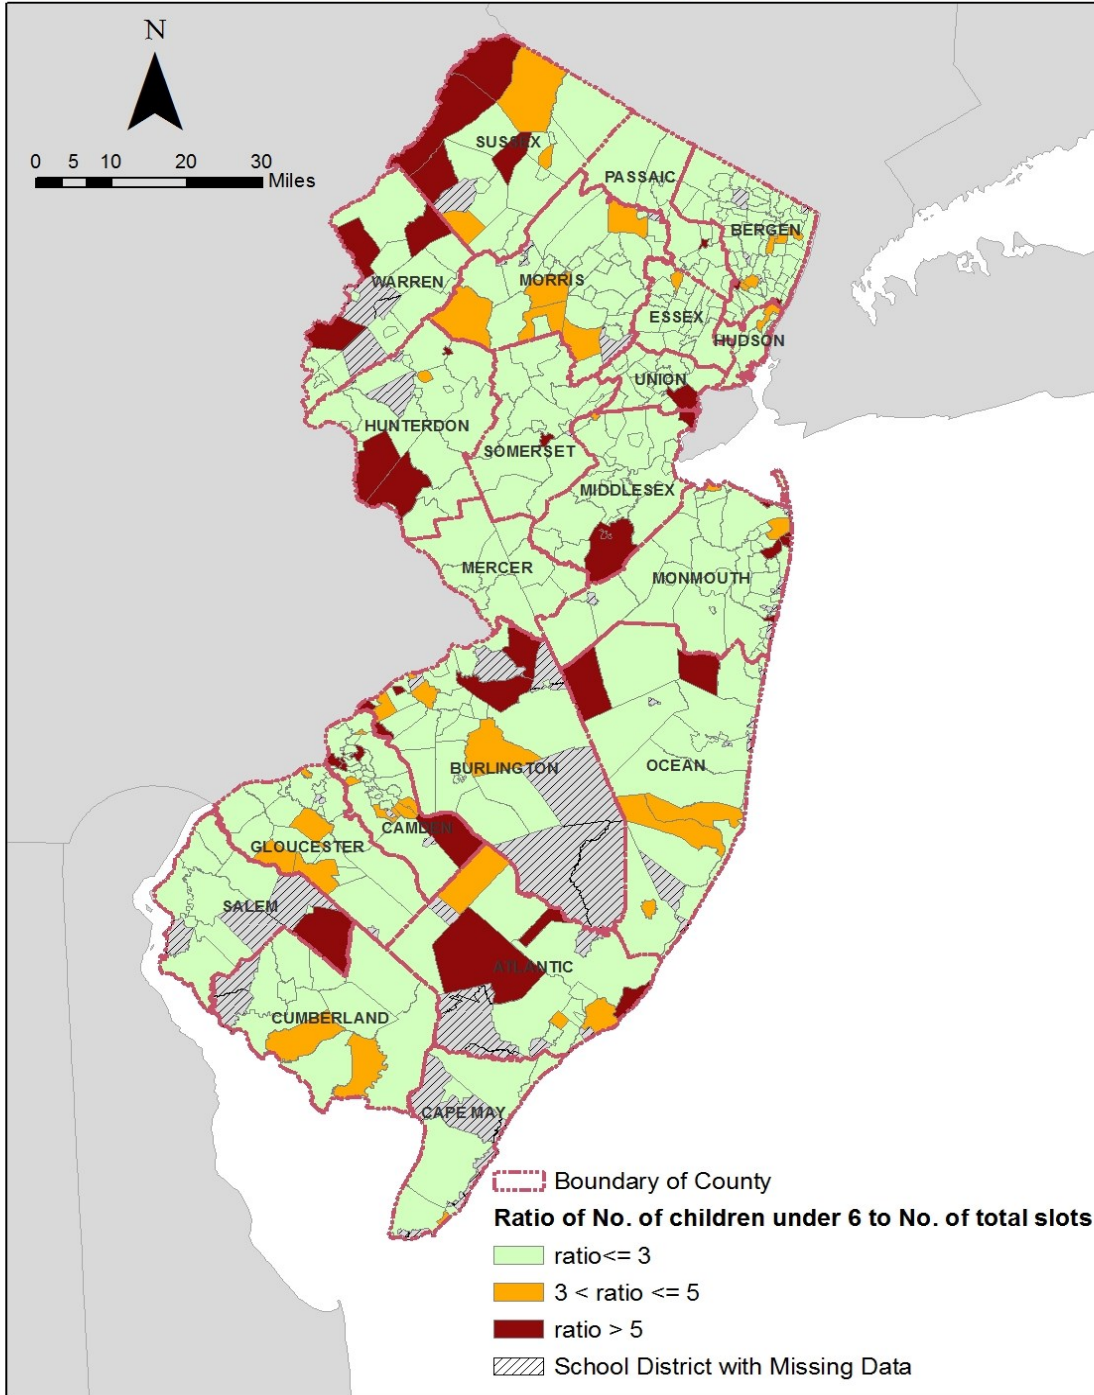 N
0 5 10 20 30
Miles
SUSSEX
PASSAIC
BERGEN
WARREN
MORRIS
ESSEX
HUDSON
UNION
HUNTERDON
SOMERSET
MIDDLESEX
MERCER
MONMOUTH
BURLINGTON
OCEAN
CAMDEN
GLOUCESTER
SALEM
ATLANTIC
CUMBERLAND
CAPE MAY
Boundary of County
Ratio of No. of children under 6 to No. of total slots
ratio<= 3
3 < ratio <= 5
ratio > 5
School District with Missing Data